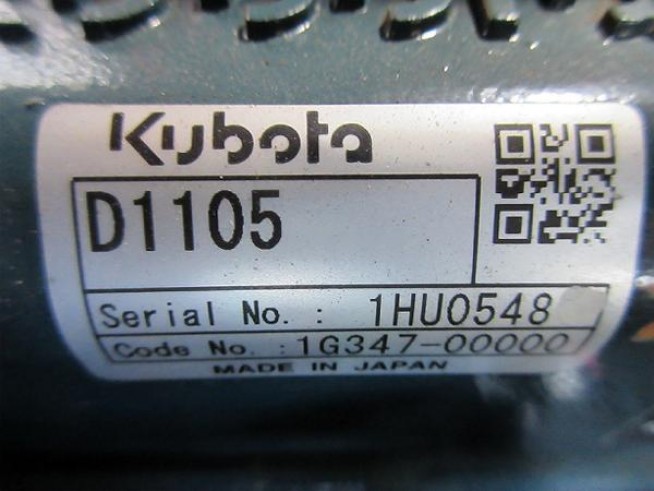 Kubota
D1105
Serial No. : 1HU0548
Code No. :1G347-00000
MADE IN JAPAN